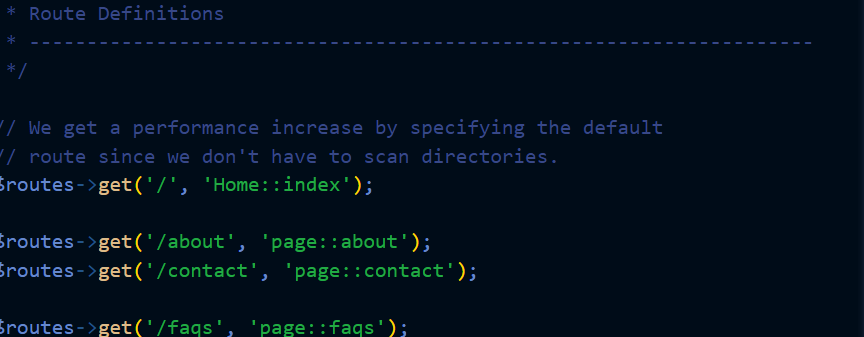 * Route Definitions
* --------------------------------------------------------------------
*/
// We get a performance increase by specifying the default
// route since we don't have to scan directories.
$routes->get('/', 'Home::index');
$routes->get('/about', 'page::about');
$routes->get('/contact', 'page::contact');
$routes->get('/faqs', 'page::faqs');